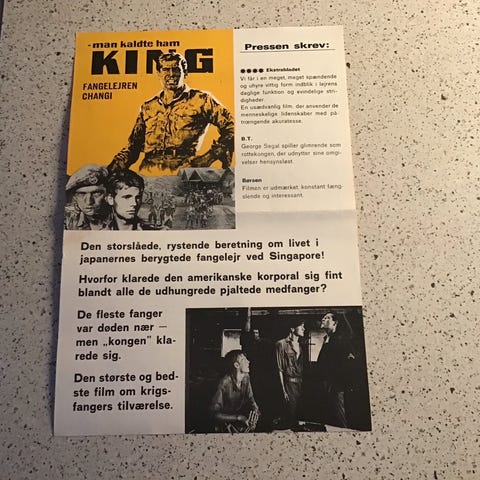 - man kaldte ham
KING
FANGELEJREN
CHANGI
Pressen skrev:
●●●● Ekstrabladet
Vi får i en meget, meget spændende
og uhyre vittig form indblik i lejrens
daglige funktion og evindelige stri-
digheder.
En usædvanlig film, der anvender de
menneskelige lidenskaber med på-
trængende akuratesse.
B.T.
George Segal spiller glimrende som
rottekongen, der udnytter sine omgi-
velser hensynsløst.
Børsen
Filmen er udmærket, konstant fæng-
slende og interessant.
Den storslåede, rystende beretning om livet i
japanernes berygtede fangelejr ved Singapore!
Hvorfor klarede den amerikanske korporal sig fint
blandt alle de udhungrede pjaltede medfanger?
De fleste fanger
var døden nær —
men „kongen” kla-
rede sig.
Den største og bed-
ste film om krigs-
fangers tilværelse.